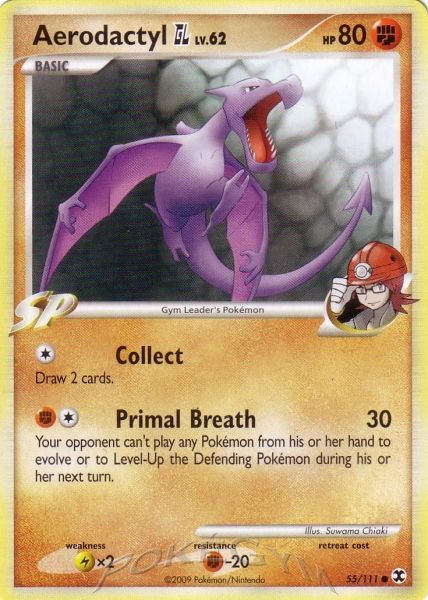 Aerodactyl GL LV.62 HP 80
BASIC
Gym Leader's Pokémon
SP
Collect
Draw 2 cards.
Primal Breath 30
Your opponent can't play any Pokémon from his or her hand to
evolve or to Level-Up the Defending Pokémon during his or
her next turn.
Illus. Suwama Chiaki
weakness resistance retreat cost
×2 -20
POKÉGYM
©2009 Pokémon/Nintendo 55/111